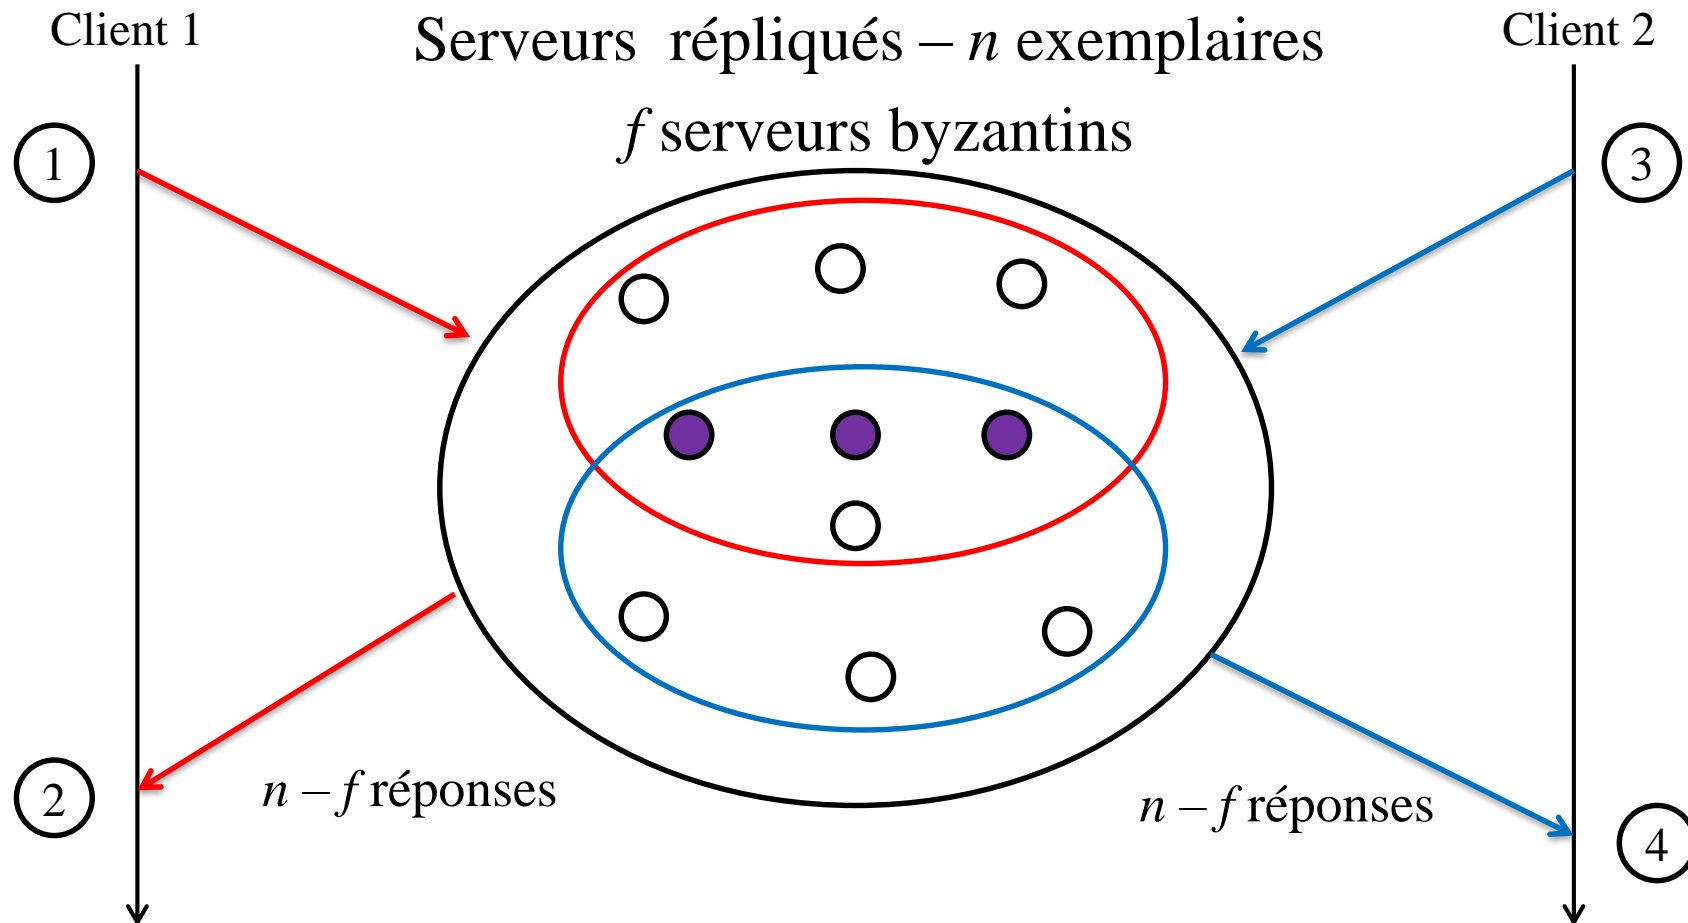 Client 1
Serveurs répliqués – n exemplaires
Client 2
f serveurs byzantins
1
3
2
n – f réponses
n – f réponses
4